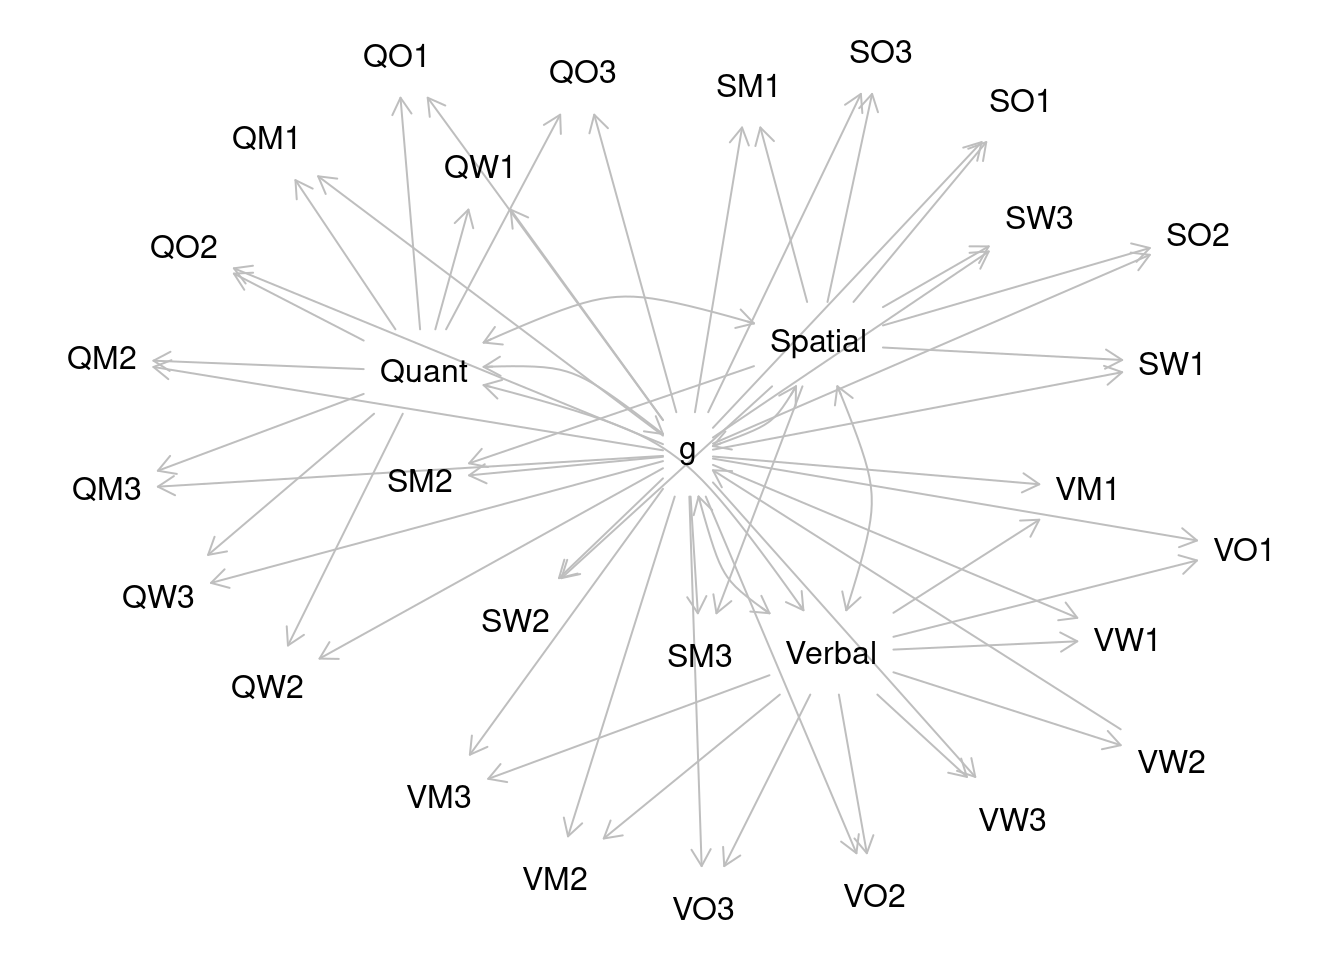 SO3
QO1
QO3
SM1
SO1
QM1
QW1
SW3
SO2
QO2
Spatial
QM2
SW1
Quant
g
SM2
QM3
VM1
VO1
QW3
SW2
VW1
SM3
Verbal
QW2
VW2
VM3
VW3
VM2
VO2
VO3